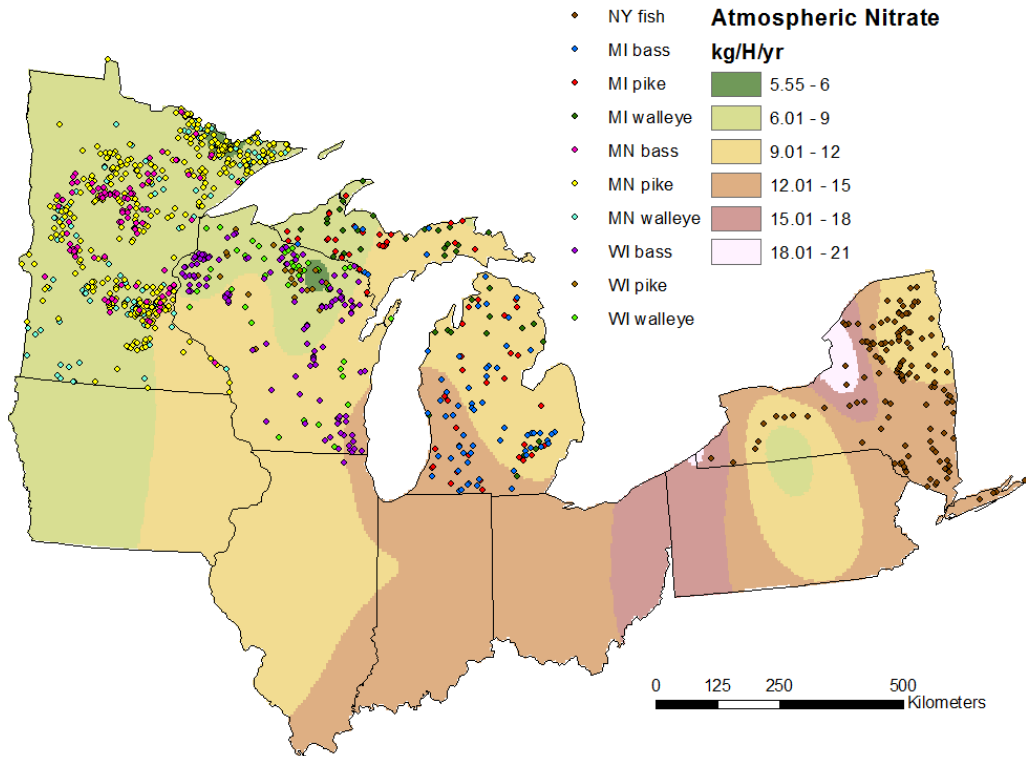 NY fish
MI bass
MI pike
MI walleye
MN bass
MN pike
MN walleye
WI bass
WI pike
WI walleye
Atmospheric Nitrate
kg/H/yr
5.55 - 6
6.01 - 9
9.01 - 12
12.01 - 15
15.01 - 18
18.01 - 21
0 125 250 500
Kilometers